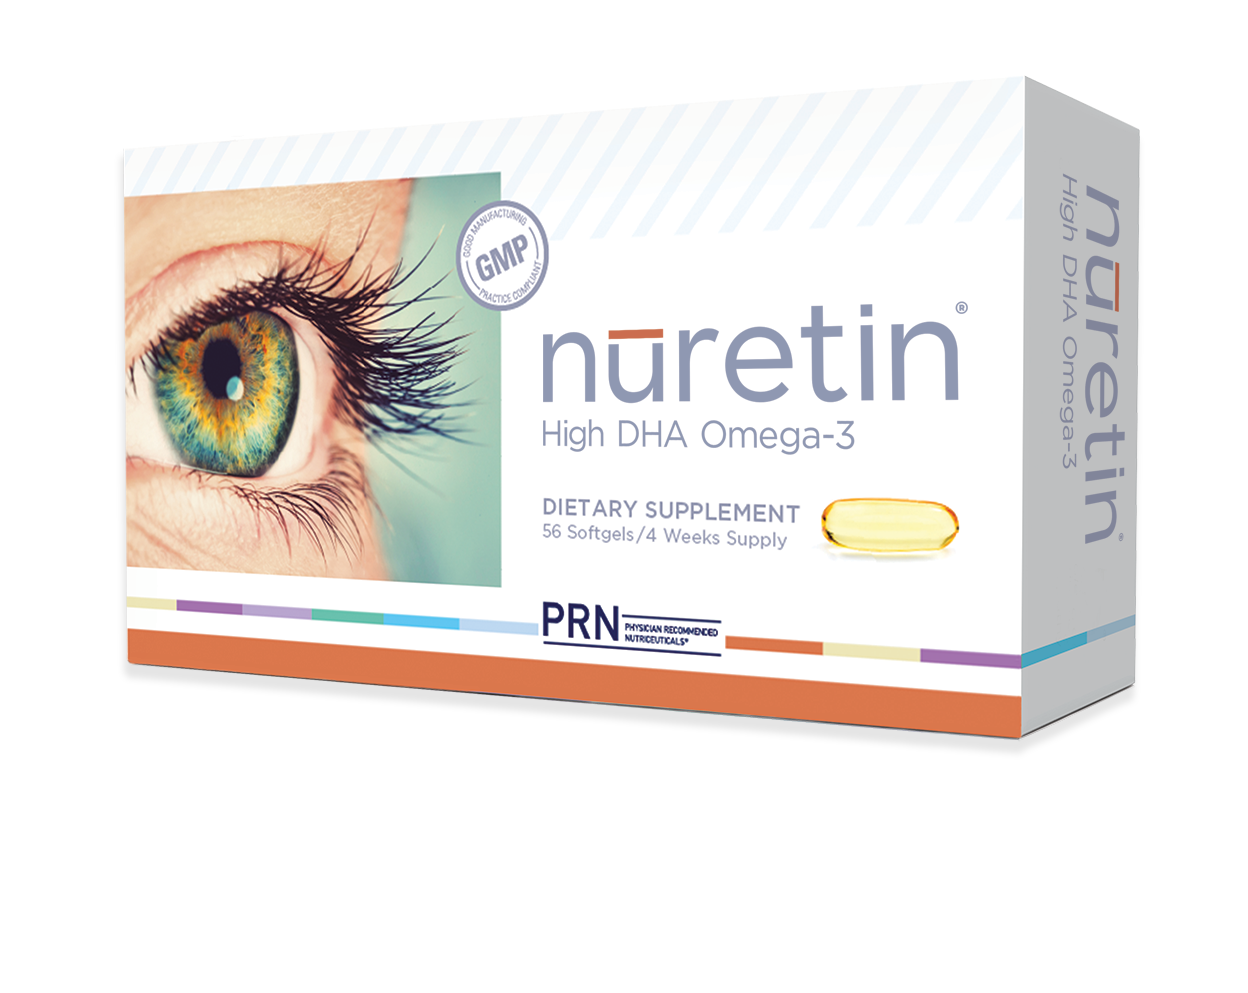 GOOD MANUFACTURING
GMP
PRACTICE COMPLIANT
nūretin®
High DHA Omega-3
DIETARY SUPPLEMENT
56 Softgels/4 Weeks Supply
PRN
PHYSICIAN RECOMMENDED
NUTRICEUTICALS®
nūretin®
High DHA Omega-3